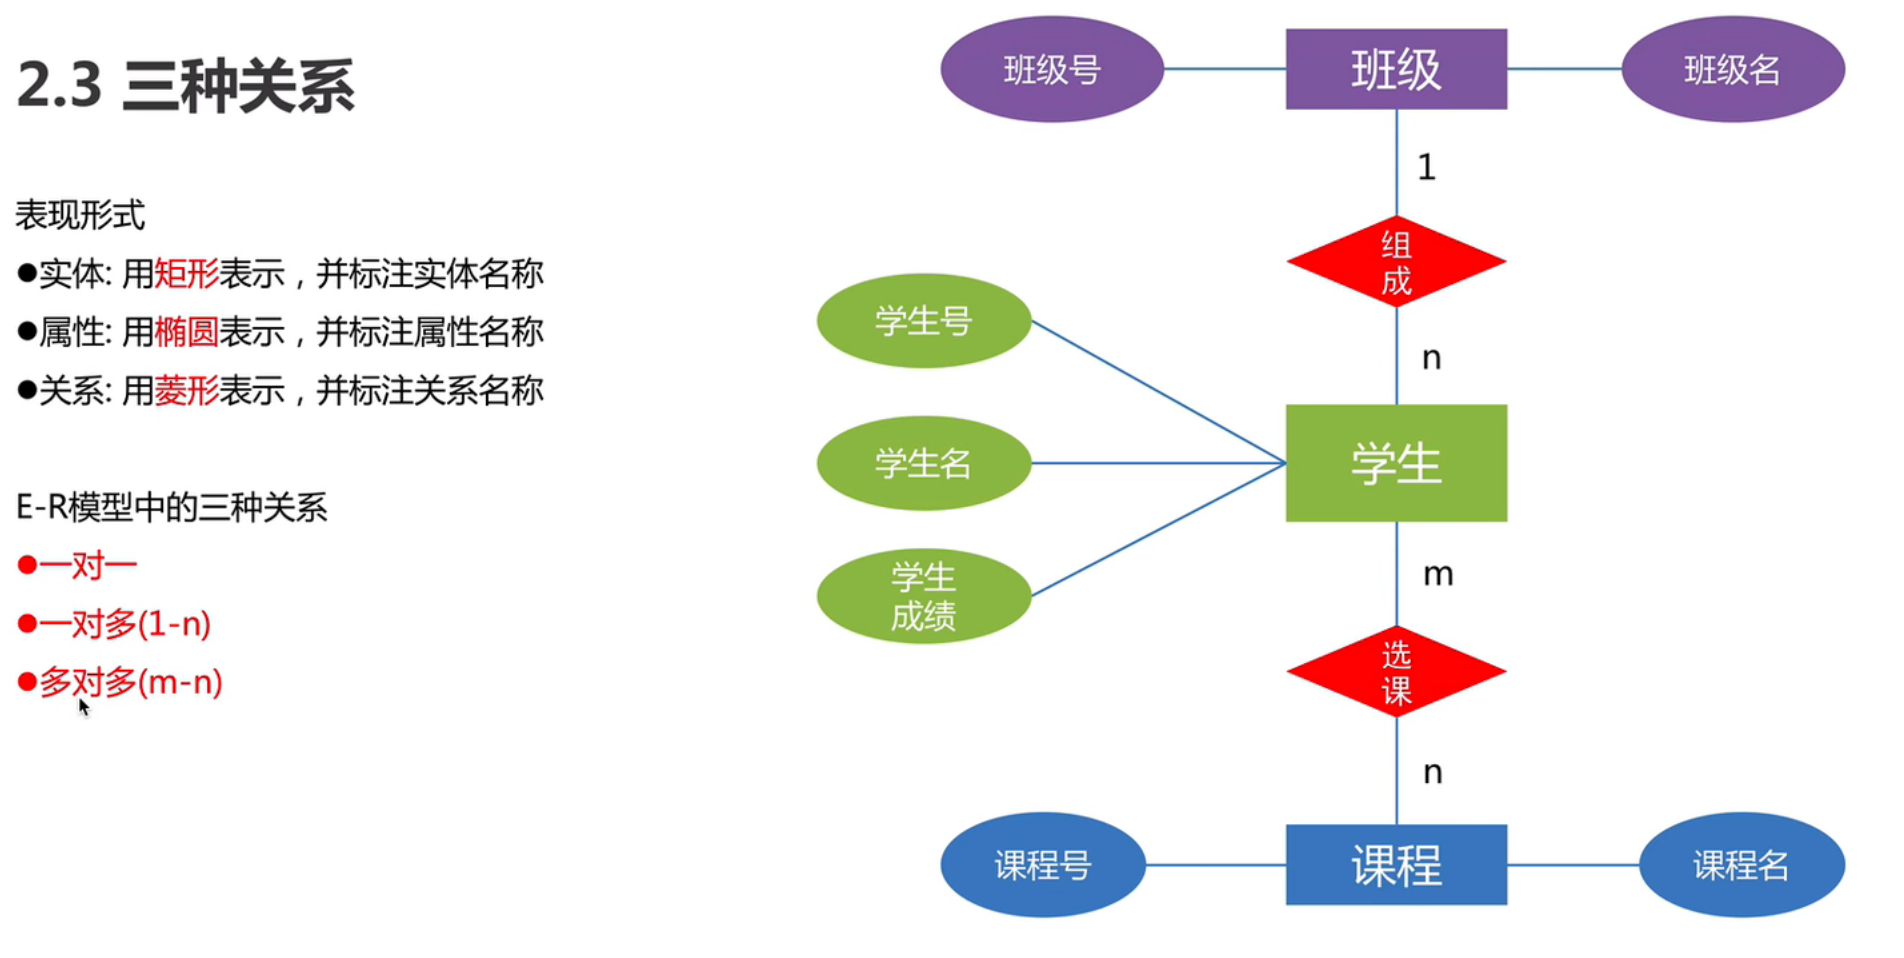 2.3 三种关系
表现形式
●实体: 用矩形表示，并标注实体名称
●属性: 用椭圆表示，并标注属性名称
●关系: 用菱形表示，并标注关系名称
E-R模型中的三种关系
●一对一
●一对多(1-n)
●多对多(m-n)
班级号
班级
班级名
1
组
成
n
学生号
学生名
学生
成绩
学生
m
选
课
n
课程号
课程
课程名